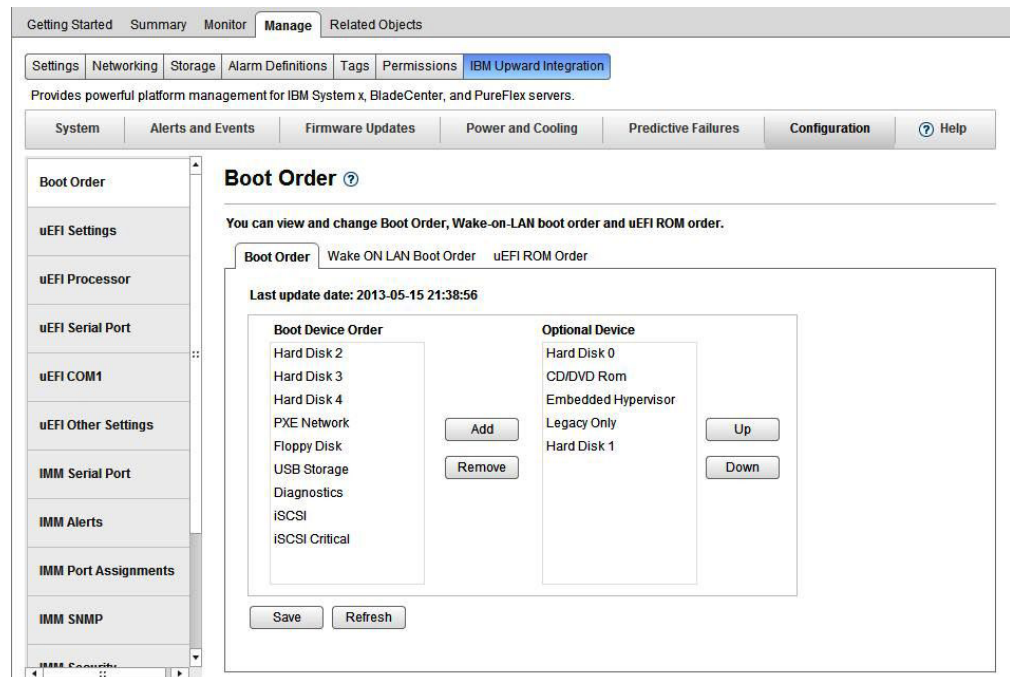 Getting Started Summary Monitor Manage Related Objects
Settings Networking Storage Alarm Definitions Tags Permissions IBM Upward Integration
Provides powerful platform management for IBM System x, BladeCenter, and PureFlex servers.
System Alerts and Events Firmware Updates Power and Cooling Predictive Failures Configuration ? Help
Boot Order
uEFI Settings
uEFI Processor
uEFI Serial Port
uEFI COM1
uEFI Other Settings
IMM Serial Port
IMM Alerts
IMM Port Assignments
IMM SNMP
IMM Security
Boot Order ?
You can view and change Boot Order, Wake-on-LAN boot order and uEFI ROM order.
Boot Order Wake ON LAN Boot Order uEFI ROM Order
Last update date: 2013-05-15 21:38:56
Boot Device Order
Hard Disk 2
Hard Disk 3
Hard Disk 4
PXE Network
Floppy Disk
USB Storage
Diagnostics
iSCSI
iSCSI Critical
Add
Remove
Optional Device
Hard Disk 0
CD/DVD Rom
Embedded Hypervisor
Legacy Only
Hard Disk 1
Up
Down
Save Refresh